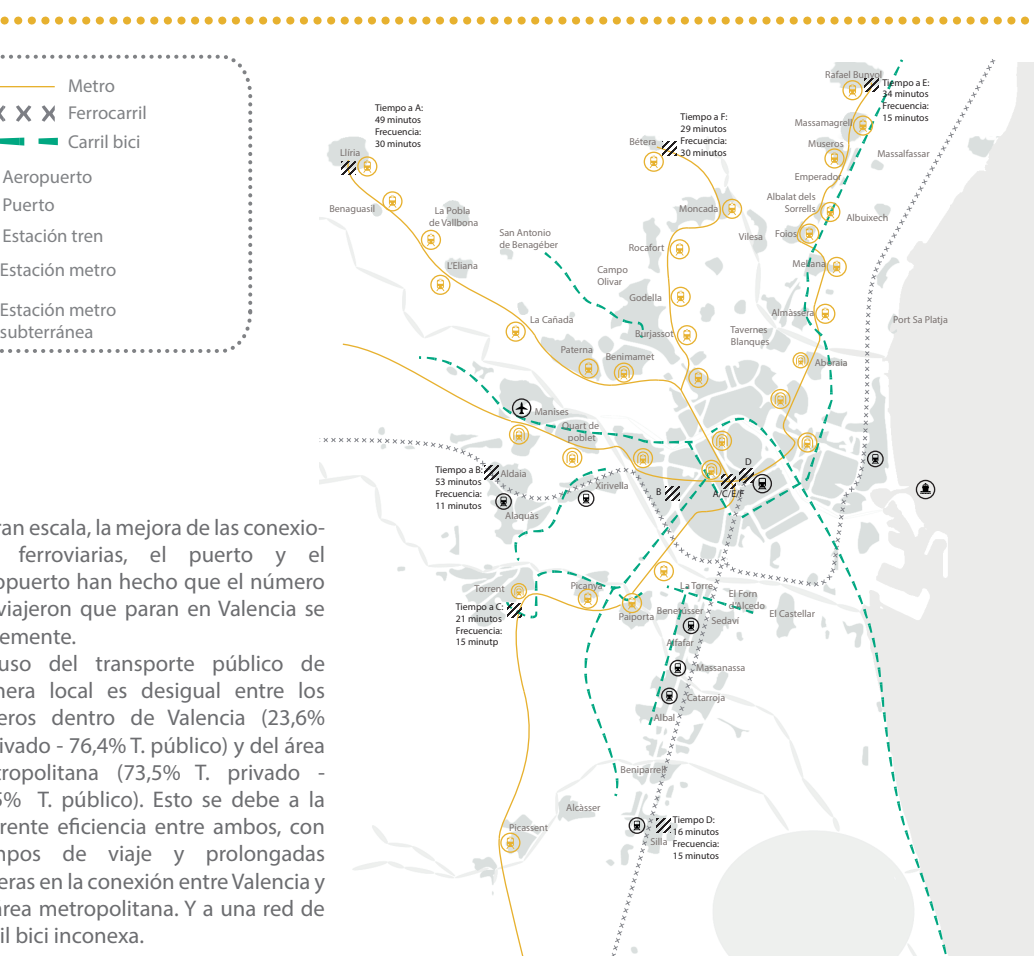 Metro
Ferrocarril
Carril bici
Aeropuerto
Puerto
Estación tren
Estación metro
Estación metro
subterránea
ran escala, la mejora de las conexio-
ferroviarias, el puerto y el
opuerto han hecho que el número
viajeron que paran en Valencia se
emente.
uso del transporte público de
nera local es desigual entre los
eros dentro de Valencia (23,6%
ivado - 76,4% T. público) y del área
tropolitana (73,5% T. privado -
5% T. público). Esto se debe a la
rente eficiencia entre ambos, con
mpos de viaje y prolongadas
eras en la conexión entre Valencia y
área metropolitana. Y a una red de
il bici inconexa.
Tiempo a A:
49 minutos
Frecuencia:
30 minutos
Llíria
Benaguasil
La Pobla
de Vallbona
L'Eliana
San Antonio
de Benagéber
La Cañada
Paterna
Benimamet
Campo
Olivar
Tiempo a F:
29 minutos
Frecuencia:
30 minutos
Bétera
Moncada
Rocafort
Godella
Burjassot
Vilesa
Tavernes
Blanques
Rafael Bunyol
Tiempo a E:
34 minutos
Frecuencia:
15 minutos
Massamagrell
Museros
Massalfassar
Emperador
Albalat dels
Sorrells
Albuixech
Foios
Meliana
Almàssera
Port Sa Platja
Alboraia
Manises
Quart de
poblet
Tiempo a B:
53 minutos
Frecuencia:
11 minutos
Aldaia
Xirivella
Alaquàs
B
D
A/C/E/F
Torrent
Tiempo a C:
21 minutos
Frecuencia:
15 minutp
Picanya
Paiporta
La Torre
Benetússer
El Forn
d'Alcedo
Sedaví
El Castellar
Alfafar
Massanassa
Catarroja
Albal
Beniparrell
Alcàsser
Picassent
Silla
Tiempo D:
16 minutos
Frecuencia:
15 minutos